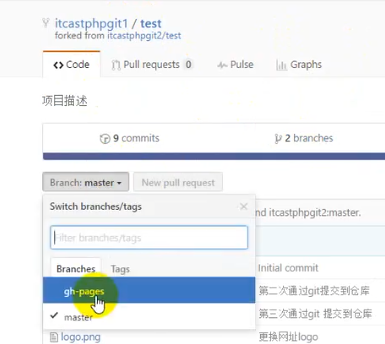 itcastphpgit1 / test
forked from itcastphpgit2/test
Code Pull requests 0 Pulse Graphs
项目描述
9 commits 2 branches
Branch: master New pull request
Switch branches/tags
nd itcastphpgit2:master.
Filter branches/tags
Branches Tags Initial commit
gh-pages 第二次通过git 提交到仓库
master 第三次通过git 提交到仓库
logo.png 更换网址logo